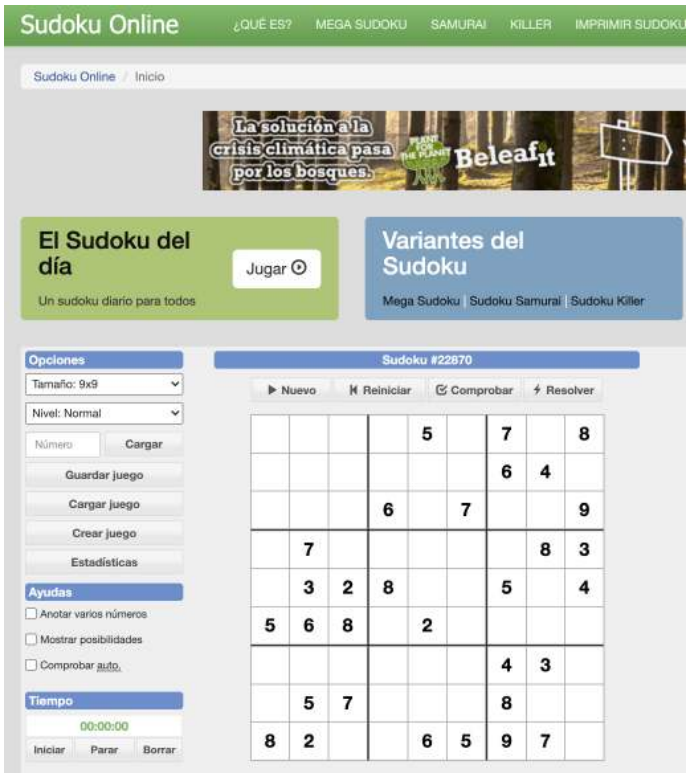 Sudoku Online ¿QUÉ ES? MEGA SUDOKU SAMURAI KILLER IMPRIMIR SUDOKU
Sudoku Online / Inicio
La solución a la
crisis climática pasa
por los bosques.
PLANT
FOR
THE PLANET
Beleafit
El Sudoku del
día
Un sudoku diario para todos
Jugar
Variantes del
Sudoku
Mega Sudoku | Sudoku Samurai | Sudoku Killer
Opciones
Tamaño: 9x9
Nivel: Normal
Número Cargar
Guardar juego
Cargar juego
Crear juego
Estadísticas
Ayudas
Anotar varios números
Mostrar posibilidades
Comprobar auto.
Tiempo
00:00:00
Iniciar Parar Borrar
Sudoku #22870
Nuevo Reiniciar Comprobar Resolver
5 7 8
6 4
6 7 9
7 8 3
3 2 8 5 4
5 6 8 2
4 3
5 7 8
8 2 6 5 9 7